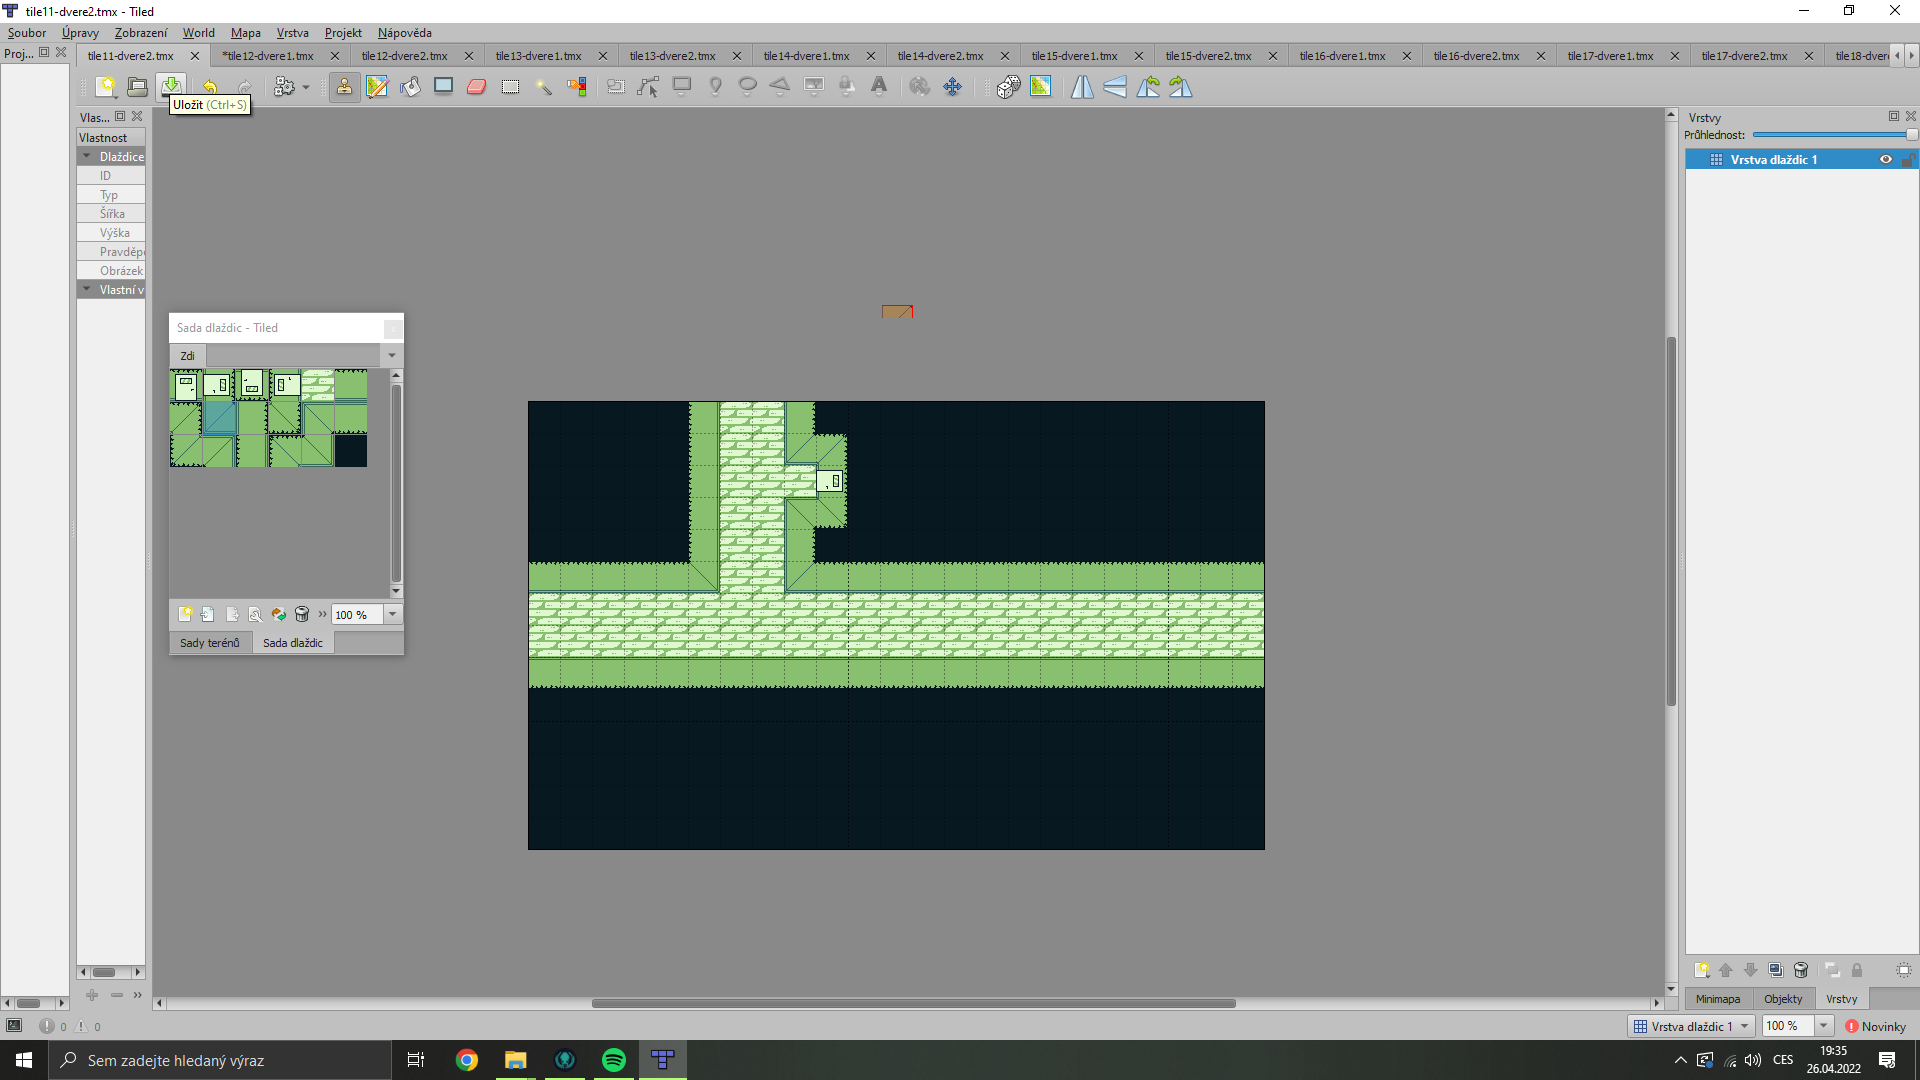 tile11-dvere2.tmx - Tiled
Soubor Úpravy Zobrazení World Mapa Vrstva Projekt Nápověda
Proj...
tile11-dvere2.tmx *tile12-dvere1.tmx tile12-dvere2.tmx tile13-dvere1.tmx tile13-dvere2.tmx tile14-dvere1.tmx tile14-dvere2.tmx tile15-dvere1.tmx tile15-dvere2.tmx tile16-dvere1.tmx tile16-dvere2.tmx tile17-dvere1.tmx tile17-dvere2.tmx tile18-dvere
Uložit (Ctrl+S)
Vlas...
Vlastnost
Dlaždice
ID
Typ
Šířka
Výška
Pravděpo
Obrázek
Vlastní v
Sada dlaždic - Tiled
Zdi
100 %
Sady terénů Sada dlaždic
Vrstvy
Průhlednost:
Vrstva dlaždic 1
Minimapa Objekty Vrstvy
0 0
Vrstva dlaždic 1 100 % Novinky
Sem zadejte hledaný výraz
CES
19:35
26.04.2022